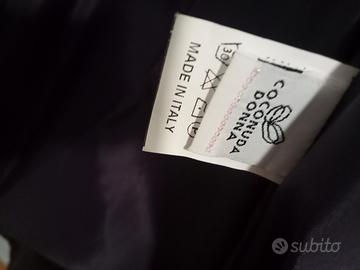 30
MADE IN ITALY
COCONUDA
DONNA
subito